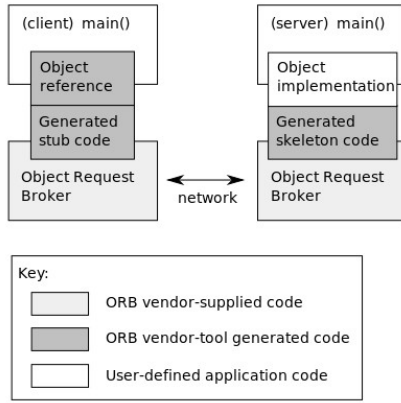 (client) main()
Object
reference
Generated
stub code
Object Request
Broker
network
(server) main()
Object
implementation
Generated
skeleton code
Object Request
Broker
Key:
ORB vendor-supplied code
ORB vendor-tool generated code
User-defined application code